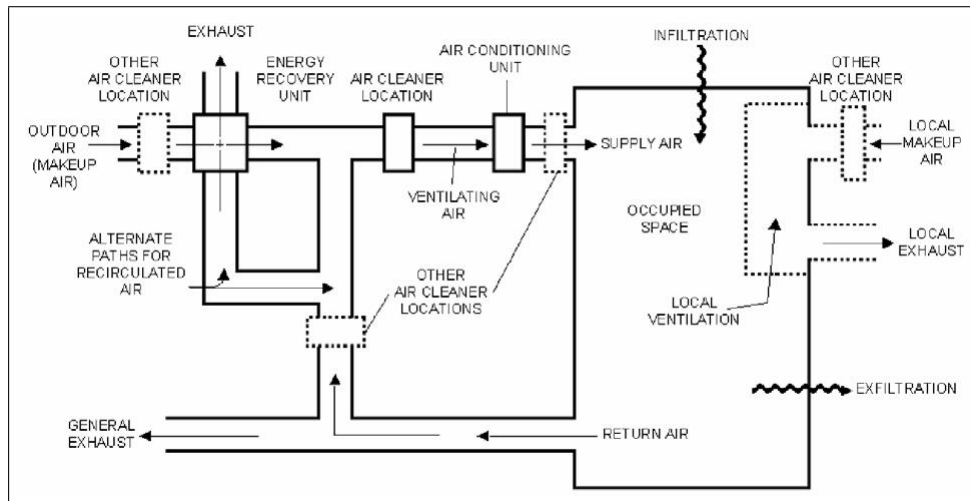 EXHAUST
OTHER
AIR CLEANER
LOCATION
ENERGY
RECOVERY
UNIT
AIR CLEANER
LOCATION
AIR CONDITIONING
UNIT
INFILTRATION
OTHER
AIR CLEANER
LOCATION
OUTDOOR
AIR
(MAKEUP
AIR)
SUPPLY AIR
LOCAL
MAKEUP
AIR
VENTILATING
AIR
OCCUPIED
SPACE
ALTERNATE
PATHS FOR
RECIRCULATED
AIR
LOCAL
EXHAUST
OTHER
AIR CLEANER
LOCATIONS
LOCAL
VENTILATION
EXFILTRATION
GENERAL
EXHAUST
RETURN AIR